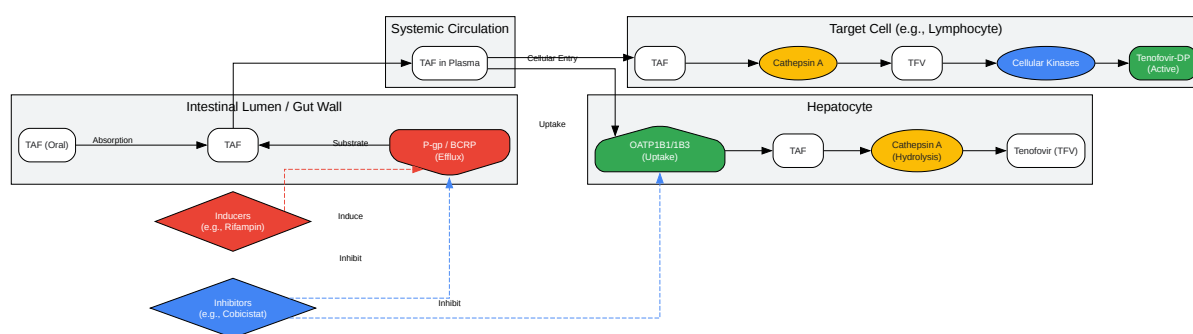 Systemic Circulation
TAF in Plasma
Cellular Entry
Target Cell (e.g., Lymphocyte)
TAF
Cathepsin A
TFV
Cellular Kinases
Tenofovir-DP
(Active)
Intestinal Lumen / Gut Wall
TAF (Oral)
Absorption
TAF
Substrate
P-gp / BCRP
(Efflux)
Uptake
Hepatocyte
OATP1B1/1B3
(Uptake)
TAF
Cathepsin A
(Hydrolysis)
Tenofovir (TFV)
Inducers
(e.g., Rifampin)
Induce
Inhibit
Inhibitors
(e.g., Cobicistat)
Inhibit